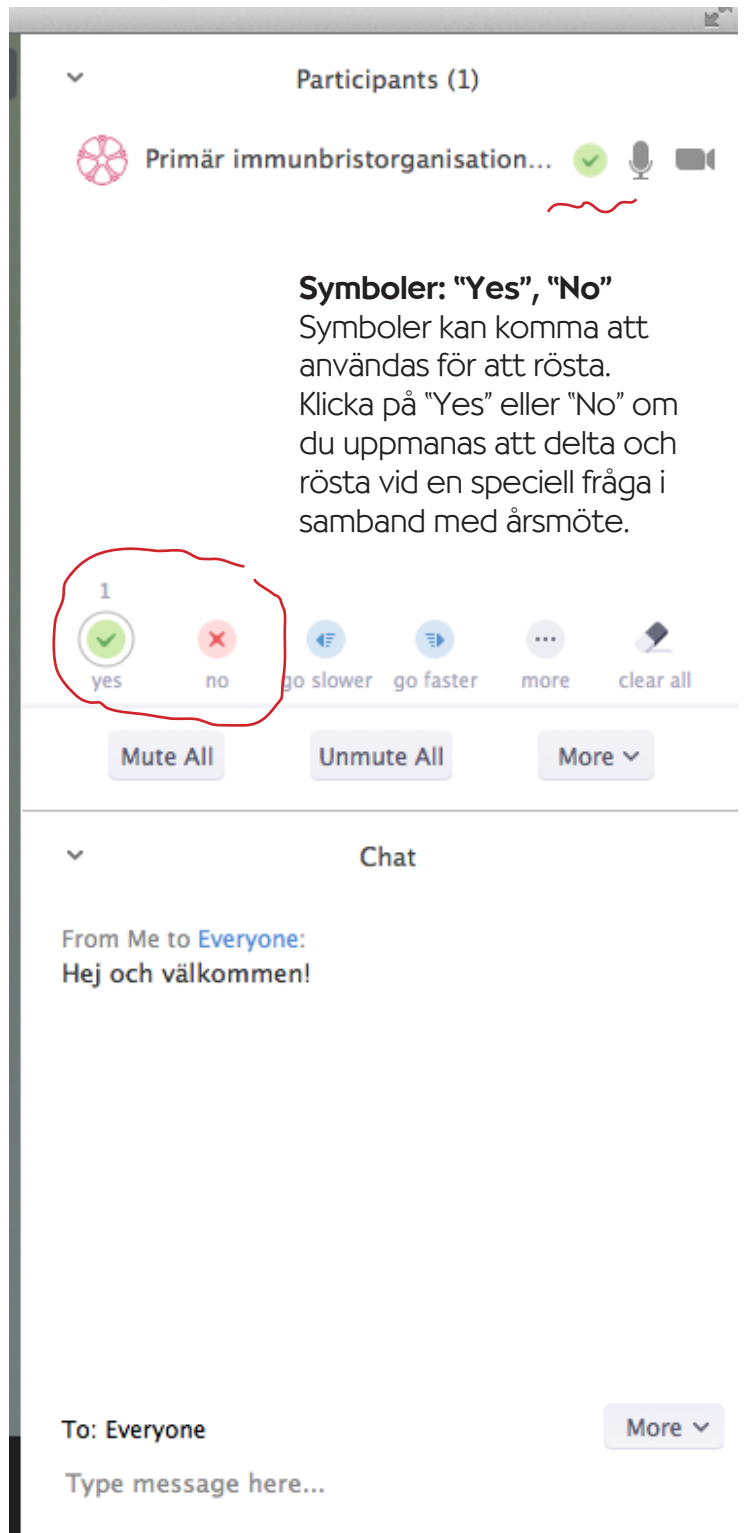 Participants (1)
Primär immunbristorganisation...
Symboler: “Yes”, “No”
Symboler kan komma att
användas för att rösta.
Klicka på “Yes” eller “No” om
du uppmanas att delta och
rösta vid en speciell fråga i
samband med årsmöte.
1
yes no go slower go faster more clear all
Mute All Unmute All More
Chat
From Me to Everyone:
Hej och välkommen!
To: Everyone More
Type message here...